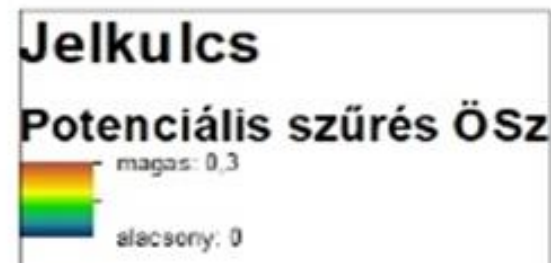 Jelkulcs
Potenciális szűrés ÖSz
magas: 0,3
alacsony: 0